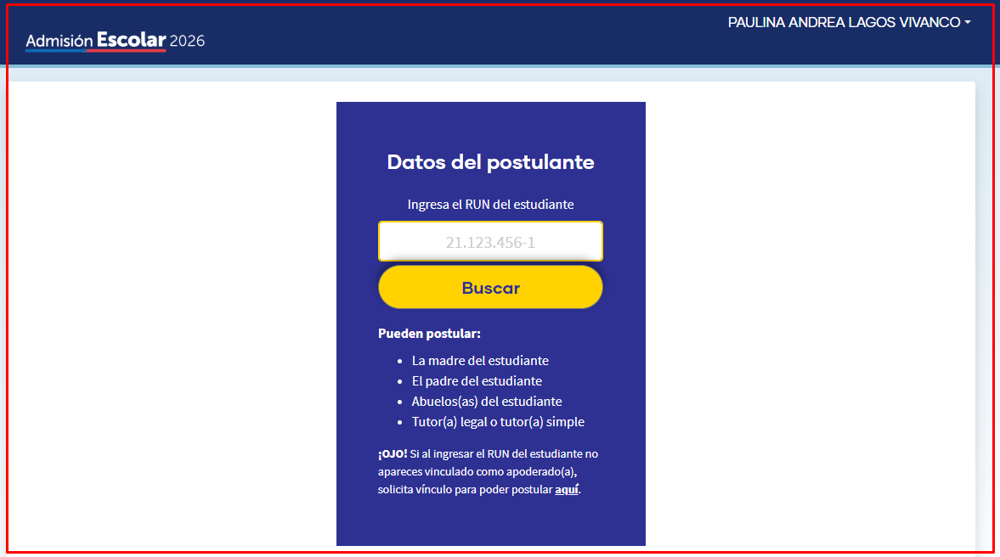 PAULINA ANDREA LAGOS VIVANCO
Admisión Escolar 2026
Datos del postulante
Ingresa el RUN del estudiante
21.123.456-1
Buscar
Pueden postular:
• La madre del estudiante
• El padre del estudiante
• Abuelos(as) del estudiante
• Tutor(a) legal o tutor(a) simple
¡OJO! Si al ingresar el RUN del estudiante no
apareces vinculado como apoderado(a),
solicita vínculo para poder postular aquí.